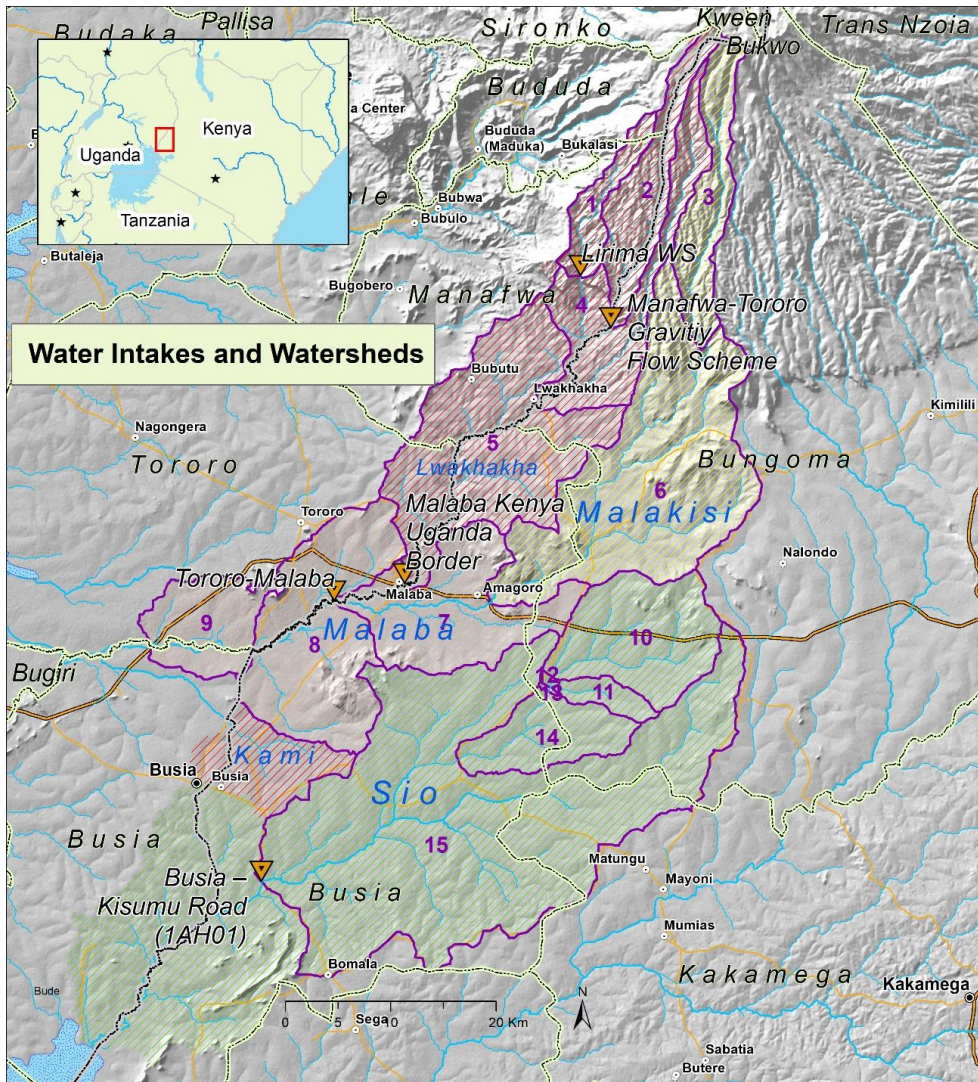 Pallisa
Budaka
Sironko
Kween
Bukwo
Trans Nzoia
Kenya
Uganda
Tanzania
a Center
Bududa
Bududa
(Maduka)
Bukalasi
le
Bubwa
Bubulo
Butaleja
Bugobero
Manafwa
1
2
3
Lirima WS
4
Manafwa-Tororo
Gravitiy
Flow Scheme
Water Intakes and Watersheds
Bubutu
Lwakhakha
Kimilili
Nagongera
Tororo
5
Lwakhakha
Bungoma
6
Malakisi
Tororo
Malaba Kenya
Uganda
Border
Nalondo
Tororo-Malaba
Malaba
Amagoro
9
8
Malaba
7
10
Bugiri
12
13
11
14
Kami
Busia
Busia
Sio
Busia
15
Busia –
Kisumu Road
(1AH01)
Busia
Matungu
Mayoni
Mumias
Bomala
Kakamega
Kakamega
Bude
0 5 10 20 Km
N
Sega
Sabatia
Butere